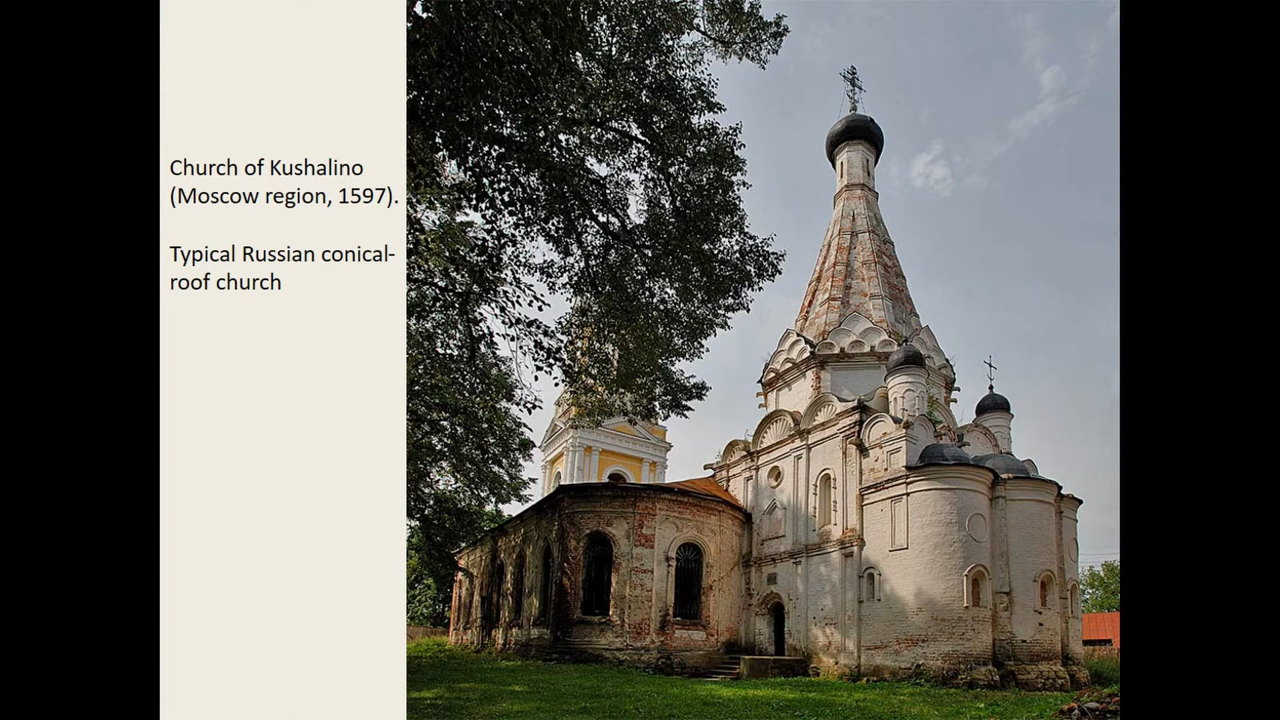 Church of Kushalino
(Moscow region, 1597).
Typical Russian conical-
roof church